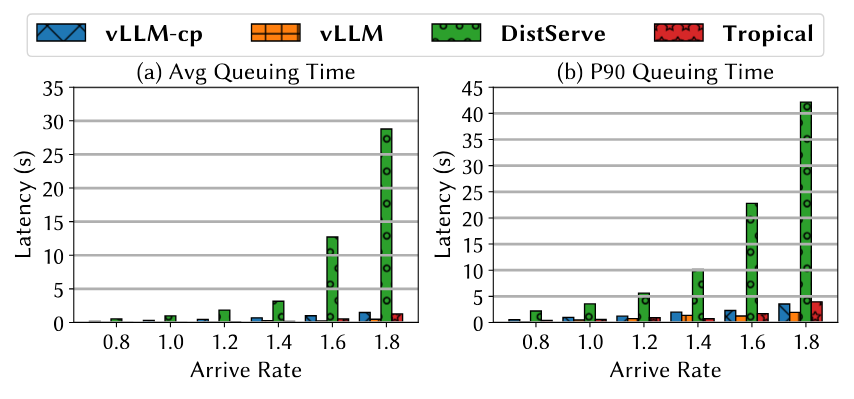 vLLM-cp vLLM DistServe Tropical
(a) Avg Queuing Time
35
30
25
20
15
10
5
0
Latency (s)
0.8 1.0 1.2 1.4 1.6 1.8
Arrive Rate
(b) P90 Queuing Time
45
40
35
30
25
20
15
10
5
0
Latency (s)
0.8 1.0 1.2 1.4 1.6 1.8
Arrive Rate